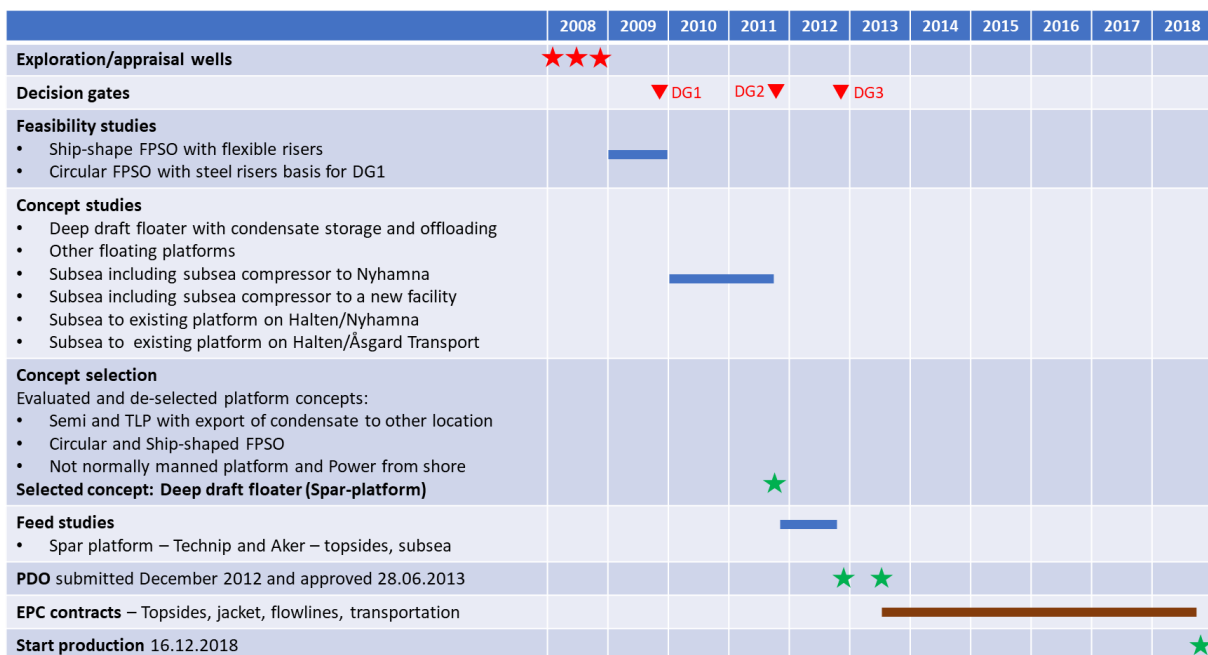 2008 2009 2010 2011 2012 2013 2014 2015 2016 2017 2018
Exploration/appraisal wells
Decision gates DG1 DG2 DG3
Feasibility studies
• Ship-shape FPSO with flexible risers
• Circular FPSO with steel risers basis for DG1
Concept studies
• Deep draft floater with condensate storage and offloading
• Other floating platforms
• Subsea including subsea compressor to Nyhamna
• Subsea including subsea compressor to a new facility
• Subsea to existing platform on Halten/Nyhamna
• Subsea to existing platform on Halten/Åsgard Transport
Concept selection
Evaluated and de-selected platform concepts:
• Semi and TLP with export of condensate to other location
• Circular and Ship-shaped FPSO
• Not normally manned platform and Power from shore
Selected concept: Deep draft floater (Spar-platform)
Feed studies
• Spar platform – Technip and Aker – topsides, subsea
PDO submitted December 2012 and approved 28.06.2013
EPC contracts – Topsides, jacket, flowlines, transportation
Start production 16.12.2018